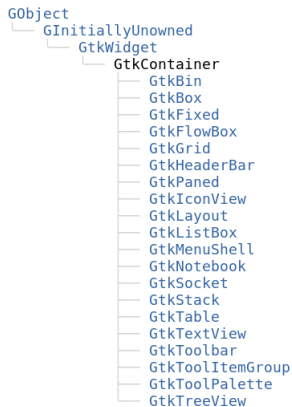 GObject
GInitiallyUnowned
GtkWidget
GtkContainer
GtkBin
GtkBox
GtkFixed
GtkFlowBox
GtkGrid
GtkHeaderBar
GtkPaned
GtkIconView
GtkLayout
GtkListBox
GtkMenuShell
GtkNotebook
GtkSocket
GtkStack
GtkTable
GtkTextView
GtkToolbar
GtkToolItemGroup
GtkToolPalette
GtkTreeView